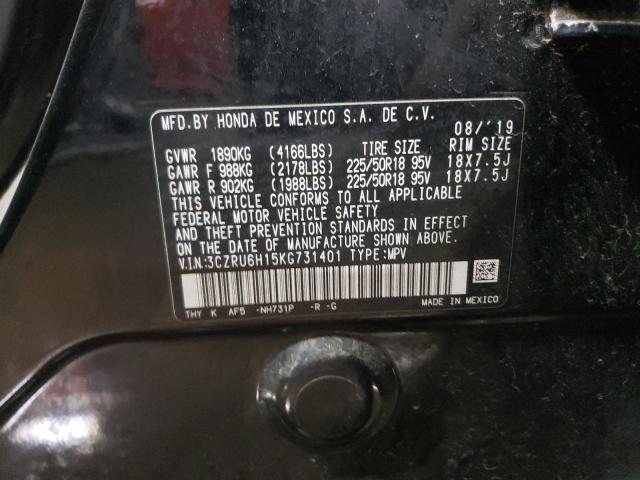 MFD.BY HONDA DE MEXICO S.A. DE C.V.
08/'19
GVWR 1890KG (4166LBS) TIRE SIZE RIM SIZE
GAWR F 988KG (2178LBS) 225/50R18 95V 18X7.5J
GAWR R 902KG (1988LBS) 225/50R18 95V 18X7.5J
THIS VEHICLE CONFORMS TO ALL APPLICABLE
FEDERAL MOTOR VEHICLE SAFETY
AND THEFT PREVENTION STANDARDS IN EFFECT
ON THE DATE OF MANUFACTURE SHOWN ABOVE.
V.I.N:3CZRU6H15KG731401 TYPE:MPV
THY K AF5 -NH731P -R -G MADE IN MEXICO